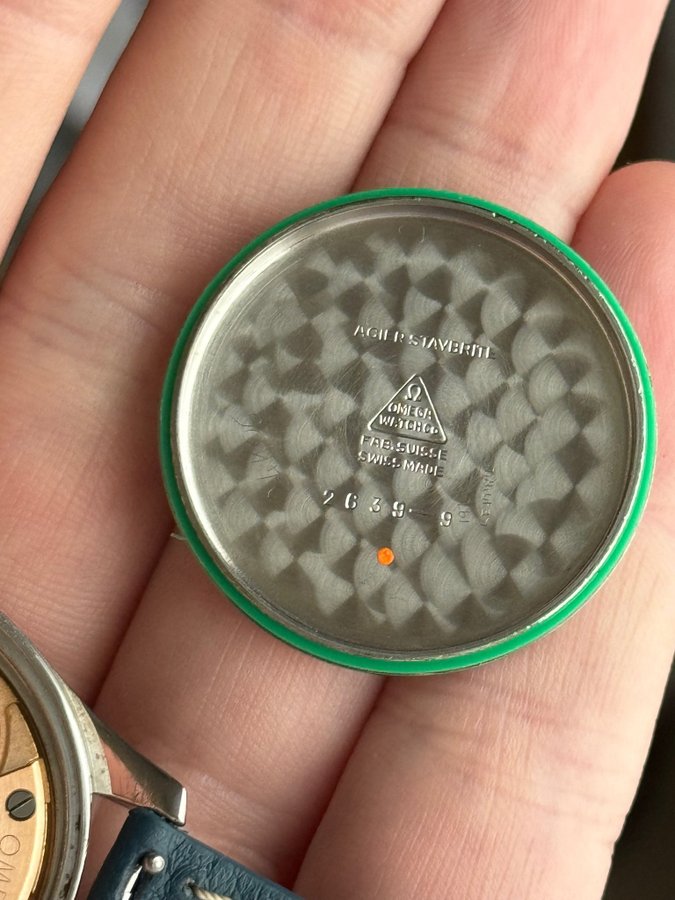 ACIER STAYBRITE
Ω
OMEGA
WATCH Co
FAB. SUISSE
SWISS MADE
2639-9